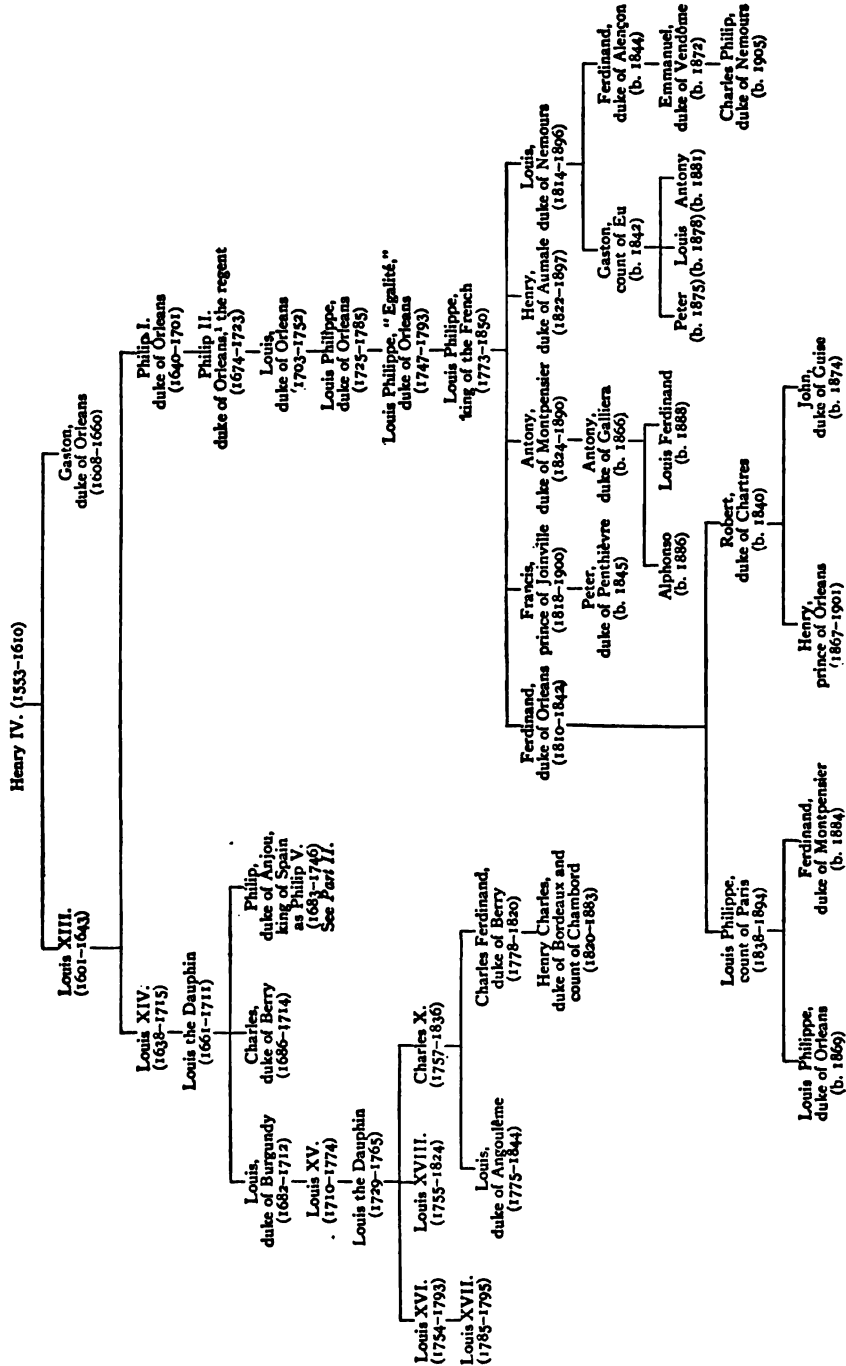 Henry IV. (1553–1610)
Louis XIII.
(1601–1643)
Gaston,
duke of Orleans
(1608–1660)
Louis XIV.
(1638–1715)
Louis the Dauphin
(1661–1711)
Louis,
duke of Burgundy
(1682–1712)
Louis XV.
(1710–1774)
Louis the Dauphin
(1729–1765)
Charles,
duke of Berry
(1686–1714)
Philip,
duke of Anjou,
king of Spain
as Philip V.
(1683–1746)
See Part II.
Louis XVI.
(1754–1793)
Louis XVII.
(1785–1795)
Louis XVIII.
(1755–1824)
Charles X.
(1757–1836)
Louis,
duke of Angoulême
(1775–1844)
Charles Ferdinand,
duke of Berry
(1778–1820)
Henry Charles,
duke of Bordeaux and
count of Chambord
(1820–1883)
Philip I.
duke of Orleans
(1640–1701)
Philip II.
duke of Orleans,¹ the regent
(1674–1723)
Louis,
duke of Orleans
(1703–1752)
Louis Philippe,
duke of Orleans
(1725–1785)
Louis Philippe, " Egalité,"
duke of Orleans
(1747–1793)
Louis Philippe,
king of the French
(1773–1850)
Ferdinand,
duke of Orleans
(1810–1842)
Francis,
prince of Joinville
(1818–1900)
Peter,
duke of Penthièvre
(b. 1845)
Antony,
duke of Montpensier
(1824–1890)
Antony,
duke of Galliera
(b. 1866)
Alphonso
(b. 1886)
Louis Ferdinand
(b. 1888)
Henry,
duke of Aumale
(1822–1897)
Louis,
duke of Nemours
(1814–1896)
Gaston,
count of Eu
(b. 1842)
Peter
(b. 1875)
Louis
(b. 1878)
Antony
(b. 1881)
Ferdinand,
duke of Alençon
(b. 1844)
Emmanuel,
duke of Vendôme
(b. 1872)
Charles Philip,
duke of Nemours
(b. 1905)
Louis Philippe,
count of Paris
(1838–1894)
Louis Philippe,
duke of Orleans
(b. 1869)
Ferdinand,
duke of Montpensier
(b. 1884)
Robert,
duke of Chartres
(b. 1840)
Henry,
prince of Orleans
(1867–1901)
John,
duke of Guise
(b. 1874)